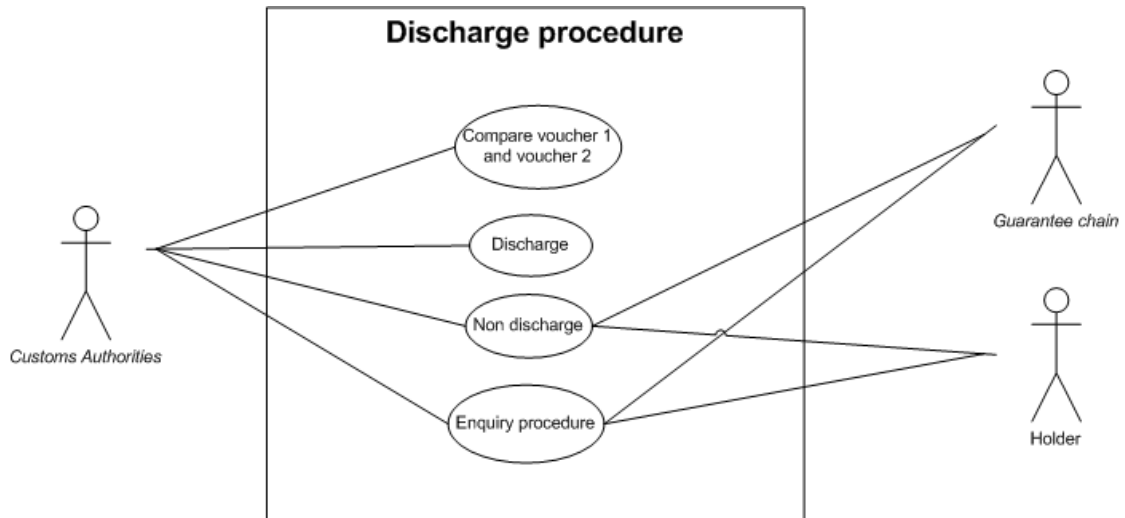 Discharge procedure
Compare voucher 1
and voucher 2
Discharge
Non discharge
Enquiry procedure
Customs Authorities
Guarantee chain
Holder